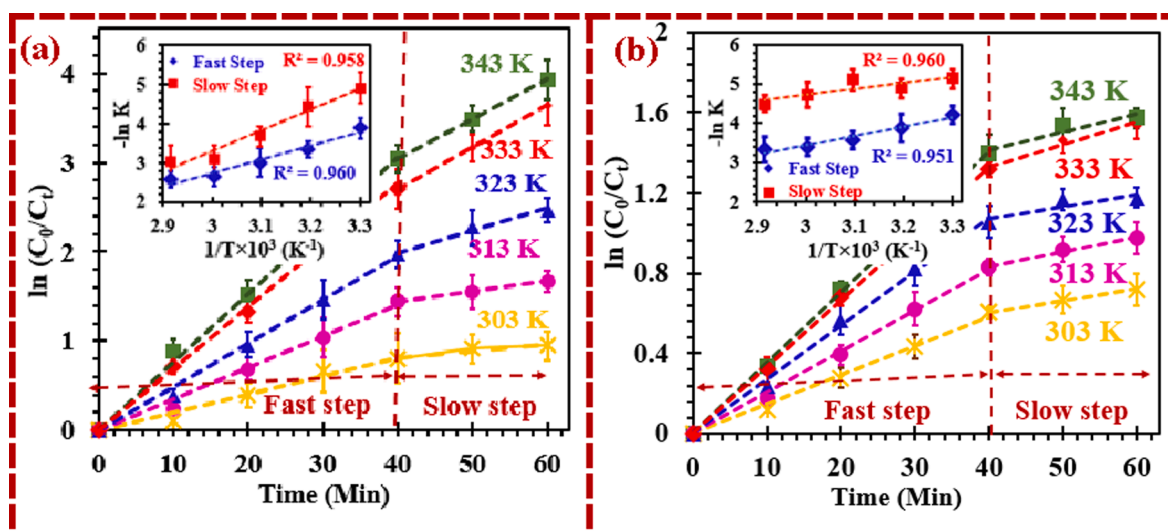 (a)
ln (C₀/Cₜ)
4
3
2
1
0
0 10 20 30 40 50 60
Time (Min)
343 K
333 K
323 K
313 K
303 K
Fast step
Slow step
-ln K
6
5
4
3
2
2.9 3 3.1 3.2 3.3
1/T×10³ (K⁻¹)
Fast Step
Slow Step
R² = 0.958
R² = 0.960
(b)
ln (C₀/Cₜ)
1.6
1.2
0.8
0.4
0
0 10 20 30 40 50 60
Time (Min)
343 K
333 K
323 K
313 K
303 K
Fast step
Slow step
-ln K
6
5
4
3
2
2.9 3 3.1 3.2 3.3
1/T×10³ (K⁻¹)
R² = 0.960
R² = 0.951
Fast Step
Slow Step